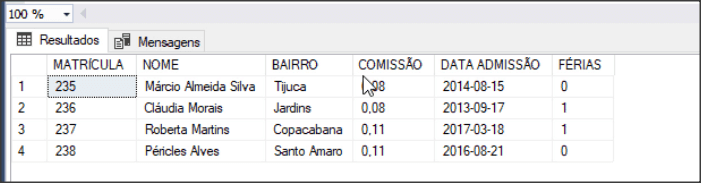 100 %
Resultados Mensagens
MATRÍCULA NOME BAIRRO COMISSÃO DATA ADMISSÃO FÉRIAS
1 235 Márcio Almeida Silva Tijuca 0,08 2014-08-15 0
2 236 Cláudia Morais Jardins 0,08 2013-09-17 1
3 237 Roberta Martins Copacabana 0,11 2017-03-18 1
4 238 Péricles Alves Santo Amaro 0,11 2016-08-21 0